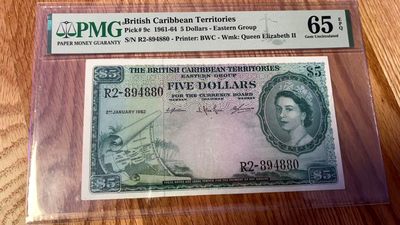 PMG
PAPER MONEY GUARANTY
British Caribbean Territories
Pick# 9c 1961-64 5 Dollars - Eastern Group
S/N R2-894880 - Printer: BWC - Wmk: Queen Elizabeth II
65 EPQ
Gem Uncirculated
THE BRITISH CARIBBEAN TERRITORIES
EASTERN GROUP
$5 $5
R2-894880
FIVE DOLLARS
FOR THE CURRENCY BOARD
2ND JANUARY 1962
R2-894880
$5 $5